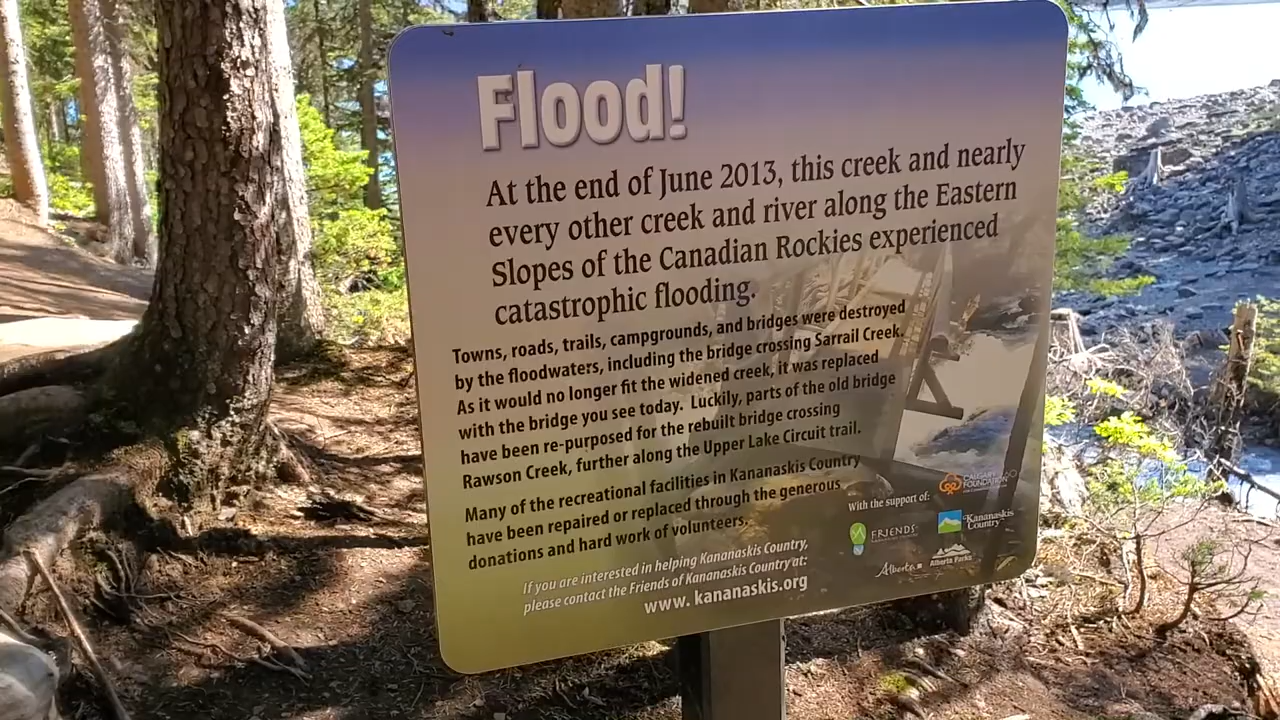 Flood!
At the end of June 2013, this creek and nearly
every other creek and river along the Eastern
Slopes of the Canadian Rockies experienced
catastrophic flooding.
Towns, roads, trails, campgrounds, and bridges were destroyed
by the floodwaters, including the bridge crossing Sarrail Creek.
As it would no longer fit the widened creek, it was replaced
with the bridge you see today. Luckily, parts of the old bridge
have been re-purposed for the rebuilt bridge crossing
Rawson Creek, further along the Upper Lake Circuit trail.
Many of the recreational facilities in Kananaskis Country
have been repaired or replaced through the generous
donations and hard work of volunteers.
If you are interested in helping Kananaskis Country,
please contact the Friends of Kananaskis Country at:
www.kananaskis.org
With the support of:
CALGARY
FOUNDATION
FRIENDS
Kananaskis
Country
Alberta
Alberta Parks